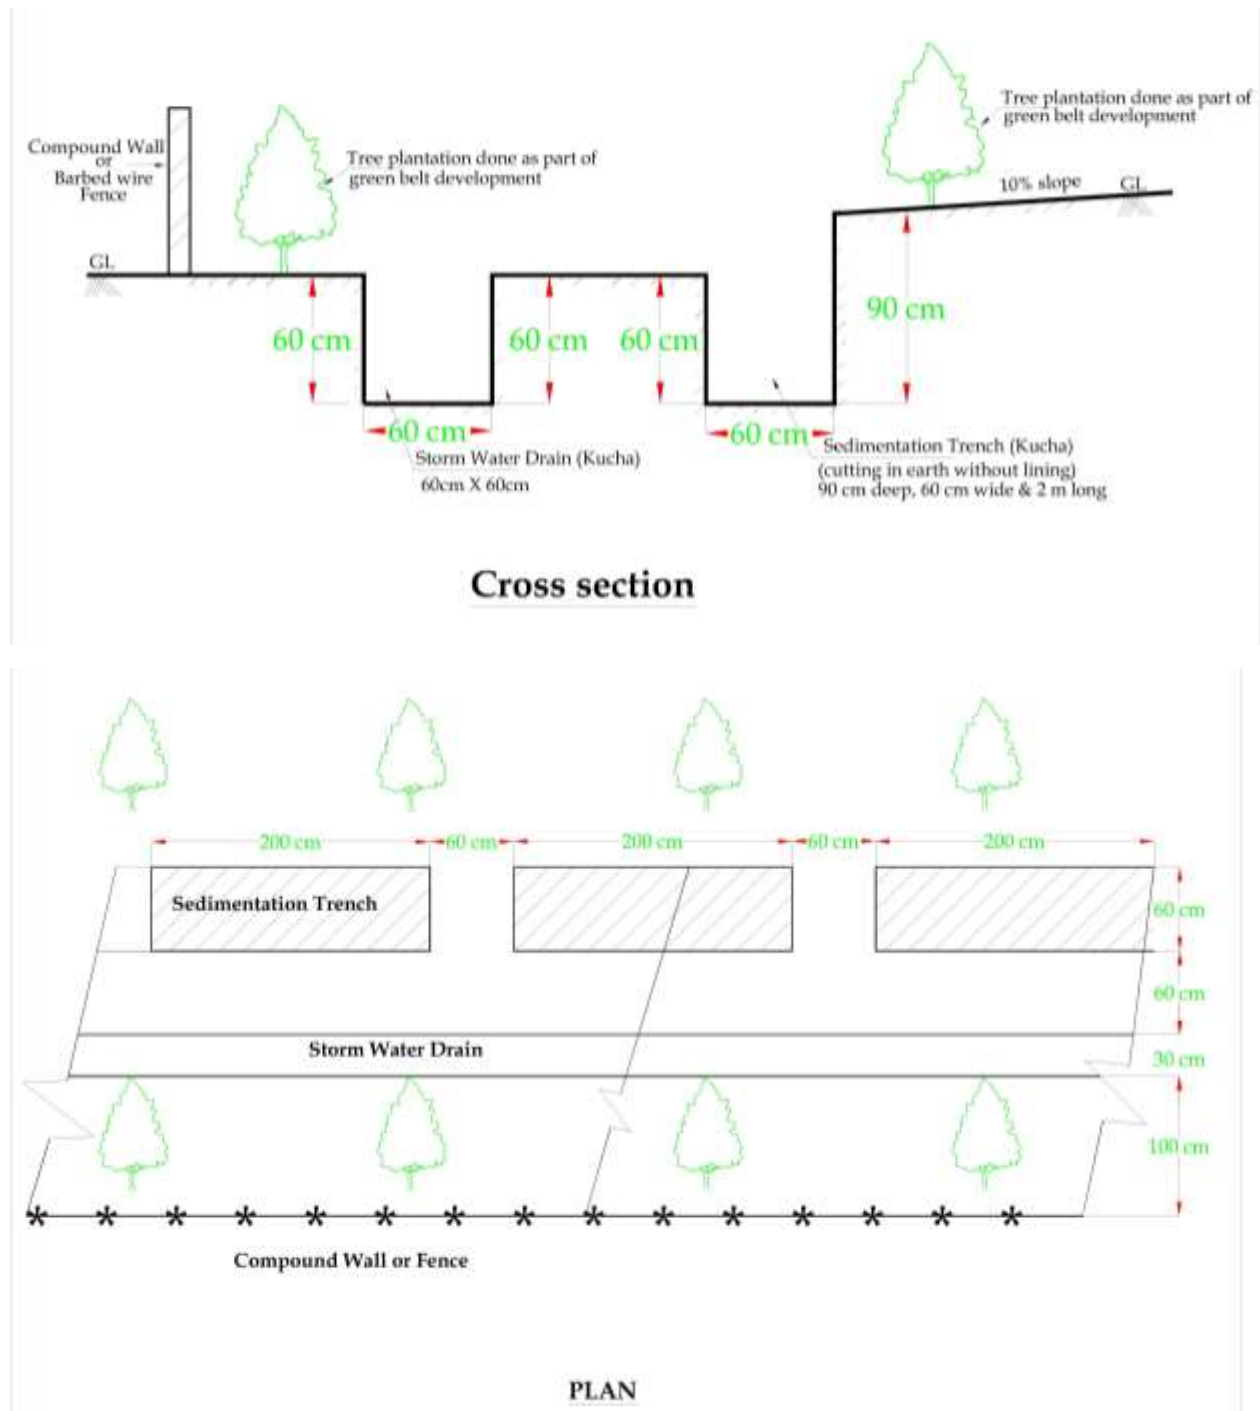 Compound Wall
or
Barbed wire
Fence
Tree plantation done as part of
green belt development
Tree plantation done as part of
green belt development
10% slope
GL
GL
60 cm
60 cm
60 cm
90 cm
60 cm
60 cm
Storm Water Drain (Kucha)
60cm X 60cm
Sedimentation Trench (Kucha)
(cutting in earth without lining)
90 cm deep, 60 cm wide & 2 m long
Cross section
200 cm
60 cm
200 cm
60 cm
200 cm
Sedimentation Trench
60 cm
60 cm
Storm Water Drain
30 cm
100 cm
Compound Wall or Fence
PLAN